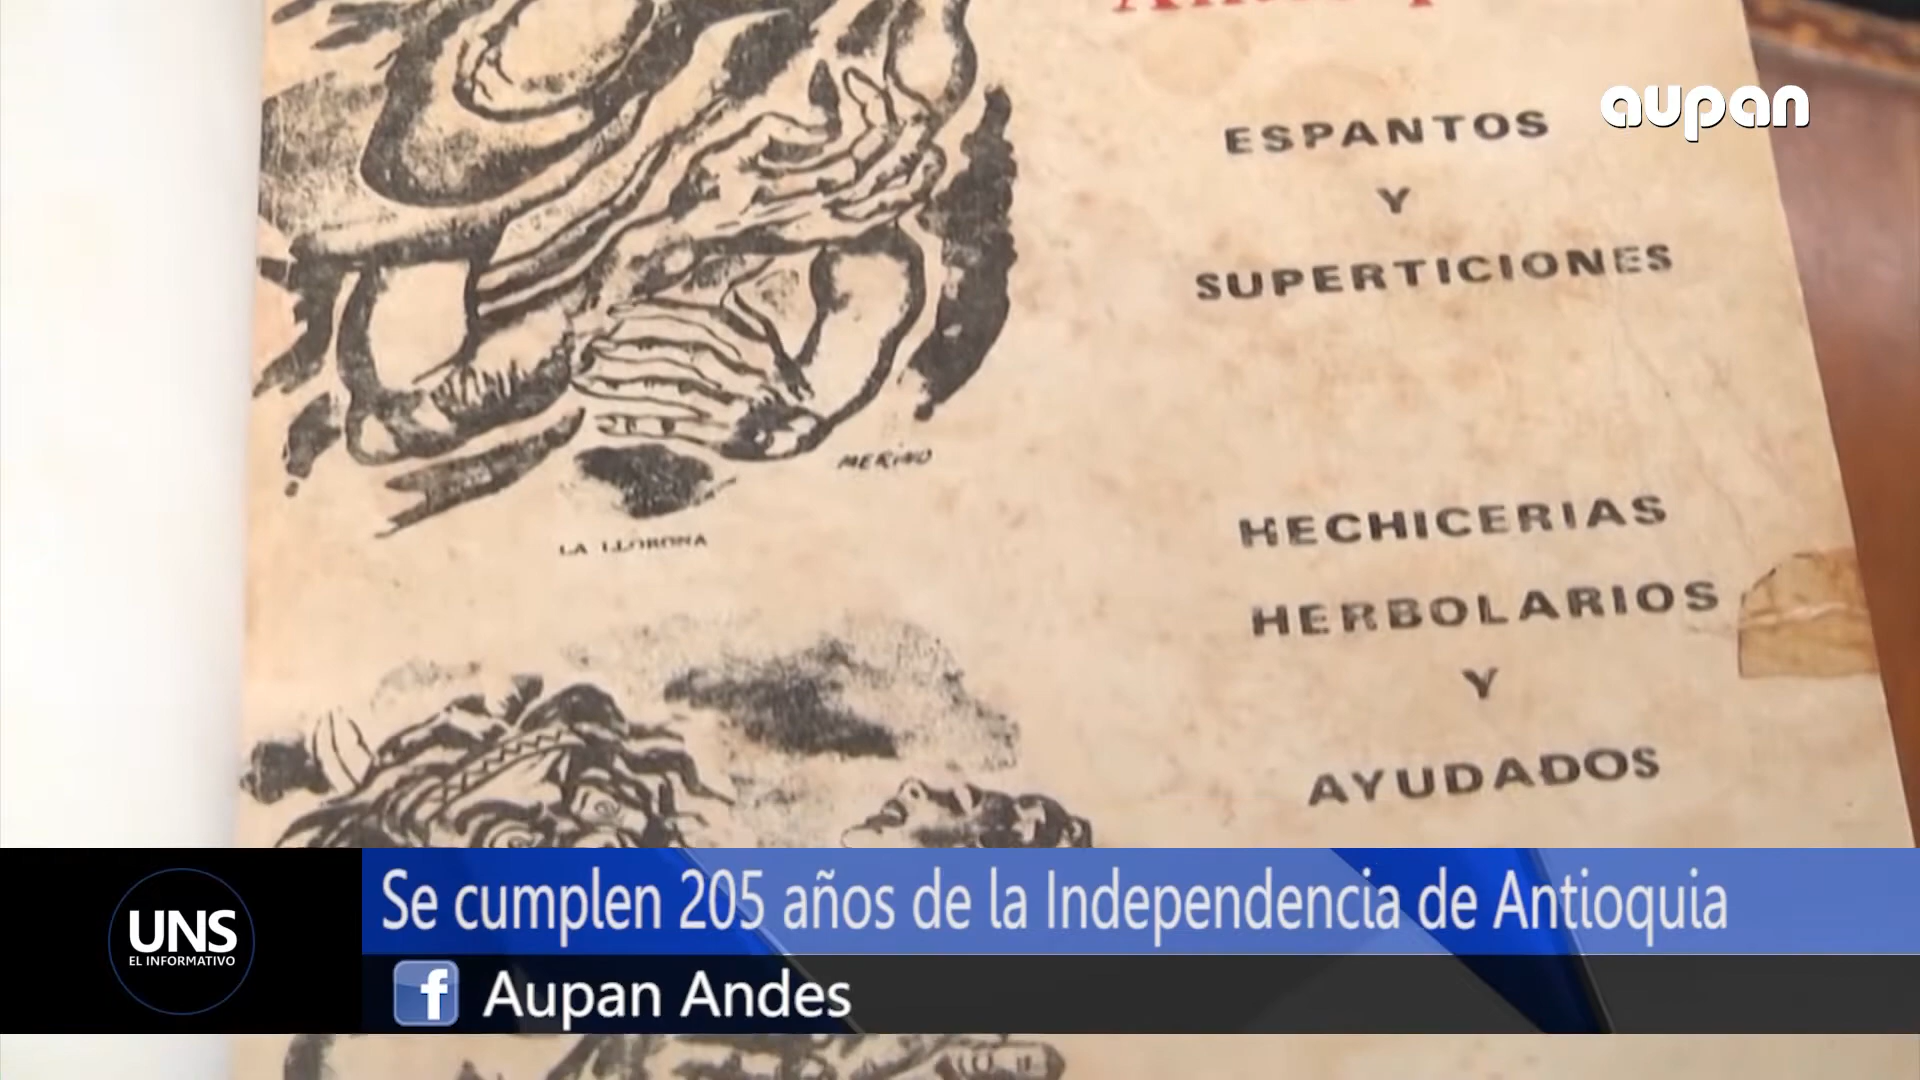 aupan
ESPANTOS
Y
SUPERTICIONES
MERINO
LA LLORONA
HECHICERIAS
HERBOLARIOS
Y
AYUDADOS
UNS
EL INFORMATIVO
Se cumplen 205 años de la Independencia de Antioquia
f Aupan Andes